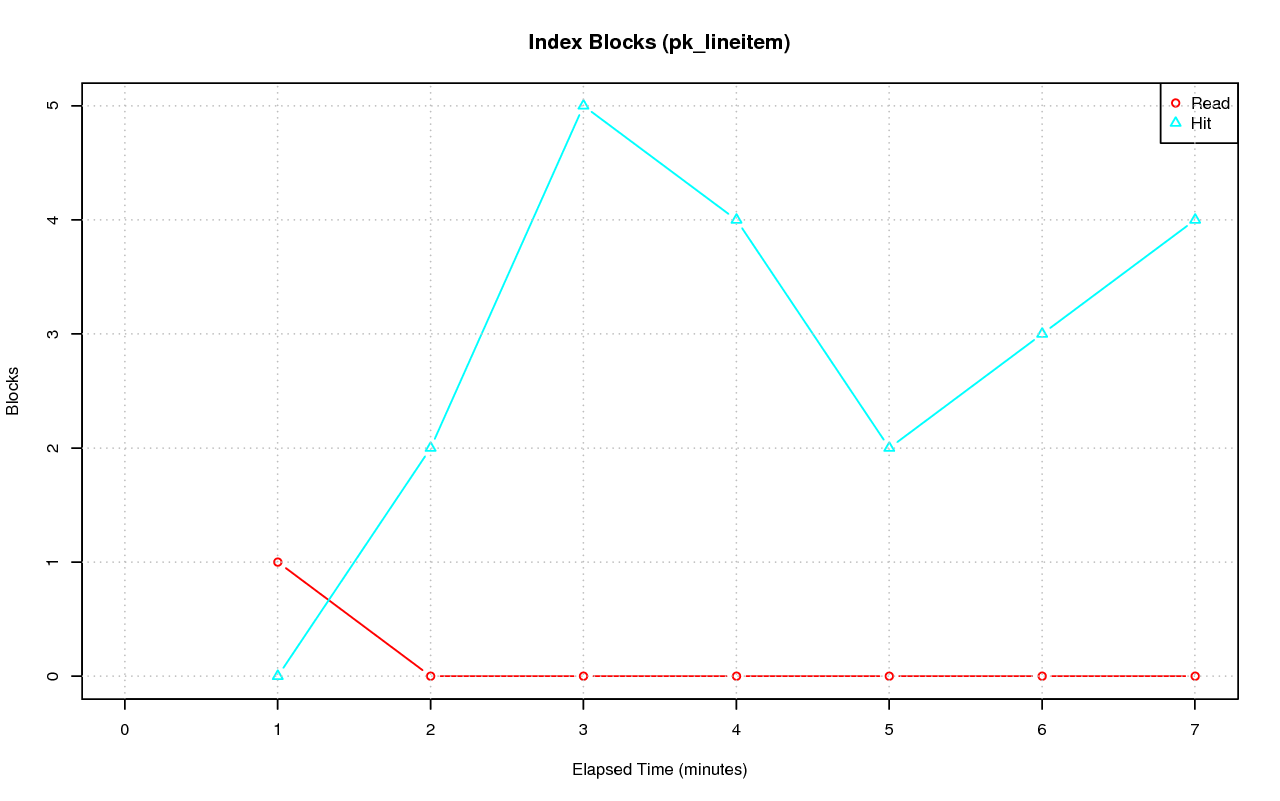 Index Blocks (pk_lineitem)
Read
Hit
5
4
3
2
1
0
Blocks
0 1 2 3 4 5 6 7
Elapsed Time (minutes)